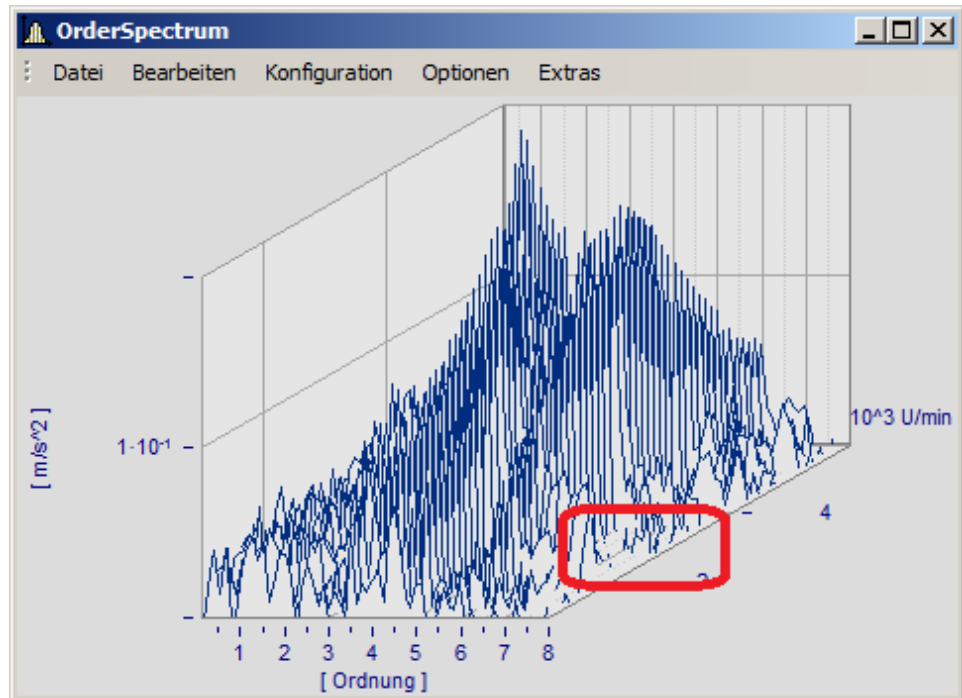 OrderSpectrum
Datei Bearbeiten Konfiguration Optionen Extras
[ m/s^2 ]
1·10⁻¹
10^3 U/min
4
1 2 3 4 5 6 7 8
[ Ordnung ]